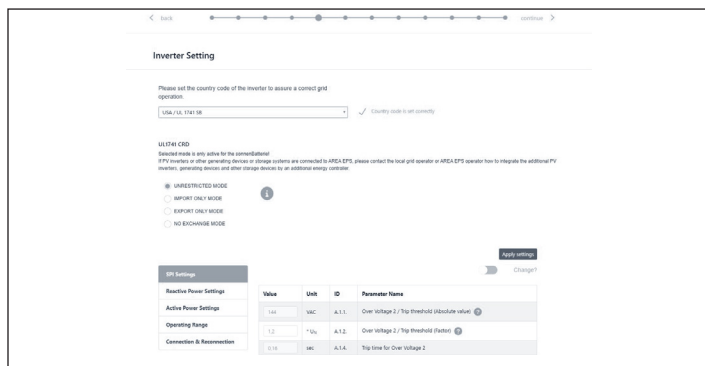 back
continue
Inverter Setting
Please set the country code of the inverter to assure a correct grid
operation.
USA / UL 1741 SB
Country code is set correctly
UL1741 CRD
Selected mode is only active for the sonnenBatterie!
If PV inverters or other generating devices or storage systems are connected to AREA EPS, please contact the local grid operator or AREA EPS operator how to integrate the additional PV
inverters, generating devices and other storage devices by an additional energy controller.
UNRESTRICTED MODE
IMPORT ONLY MODE
EXPORT ONLY MODE
NO EXCHANGE MODE
Apply settings
Change?
EPI Settings
Reactive Power Settings
Active Power Settings
Operating Range
Connection & Reconnection
Value Unit ID Parameter Name
144 VAC A.1.1. Over Voltage 2 / Trip threshold (Absolute value) ?
1.2 * Uₙ A.1.2. Over Voltage 2 / Trip threshold (Factor) ?
0.16 sec A.1.4. Trip time for Over Voltage 2